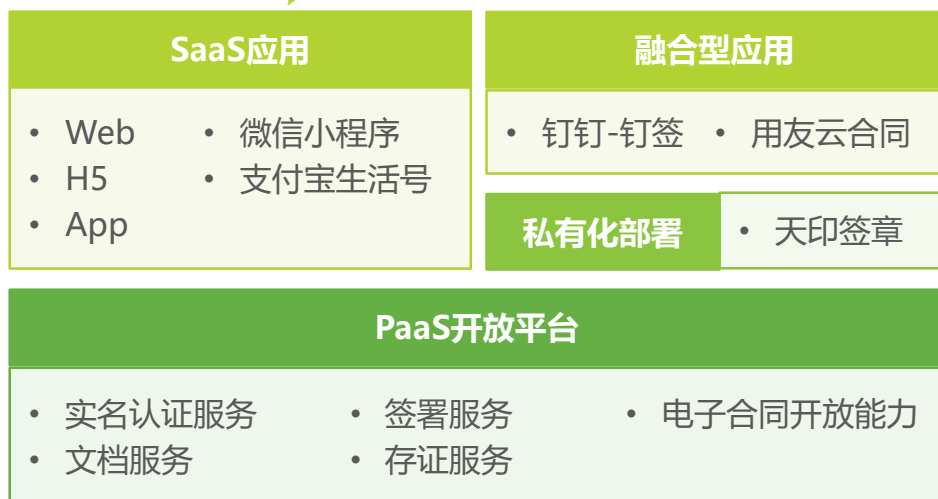 SaaS应用
• Web
• H5
• App
• 微信小程序
• 支付宝生活号
融合型应用
• 钉钉-钉签 • 用友云合同
私有化部署 • 天印签章
PaaS开放平台
• 实名认证服务 • 签署服务 • 电子合同开放能力
• 文档服务 • 存证服务